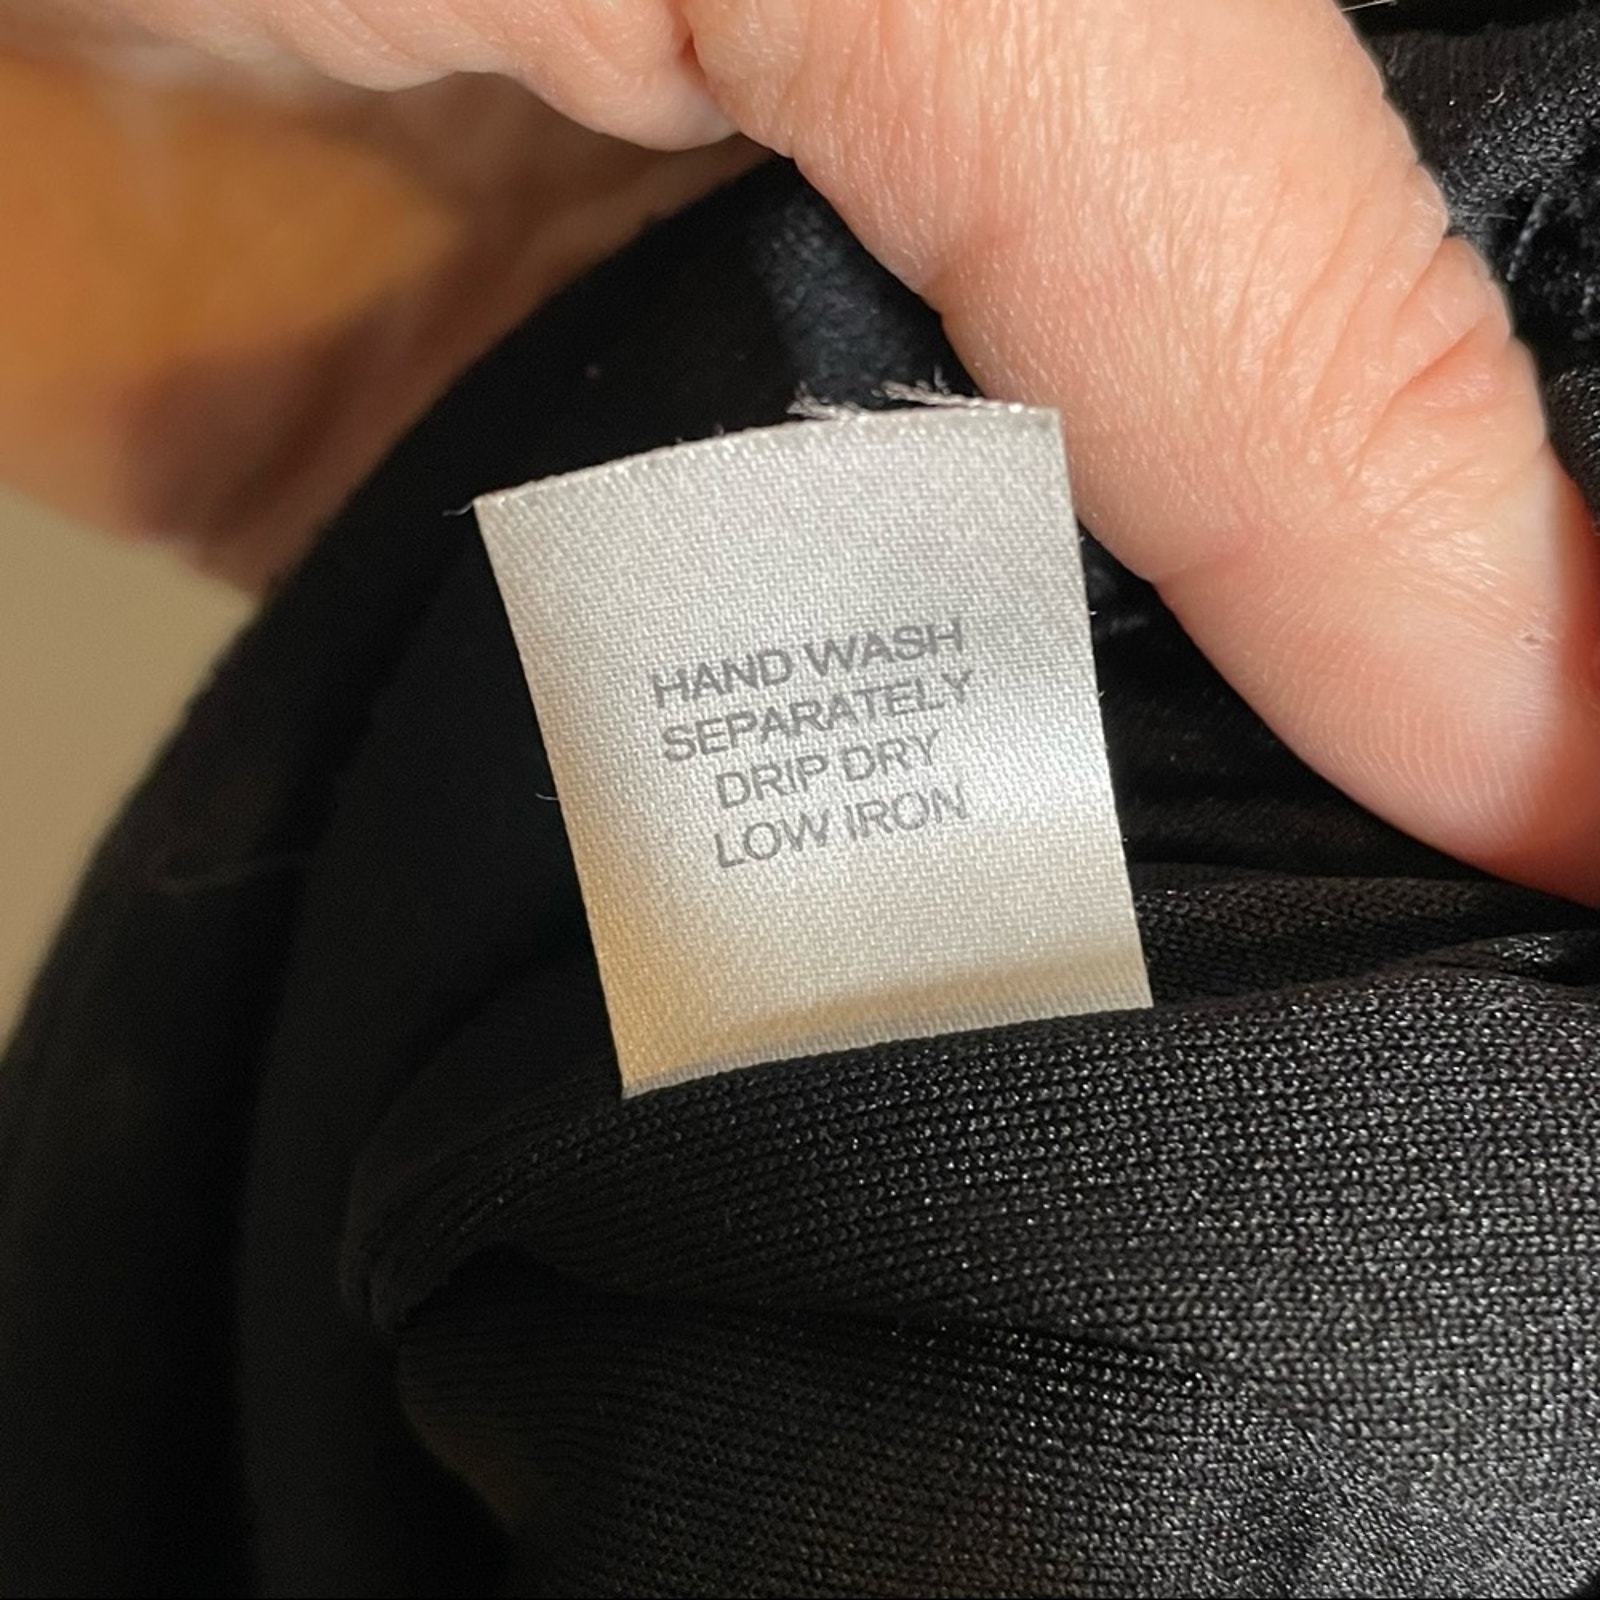 HAND WASH
SEPARATELY
DRIP DRY
LOW IRON